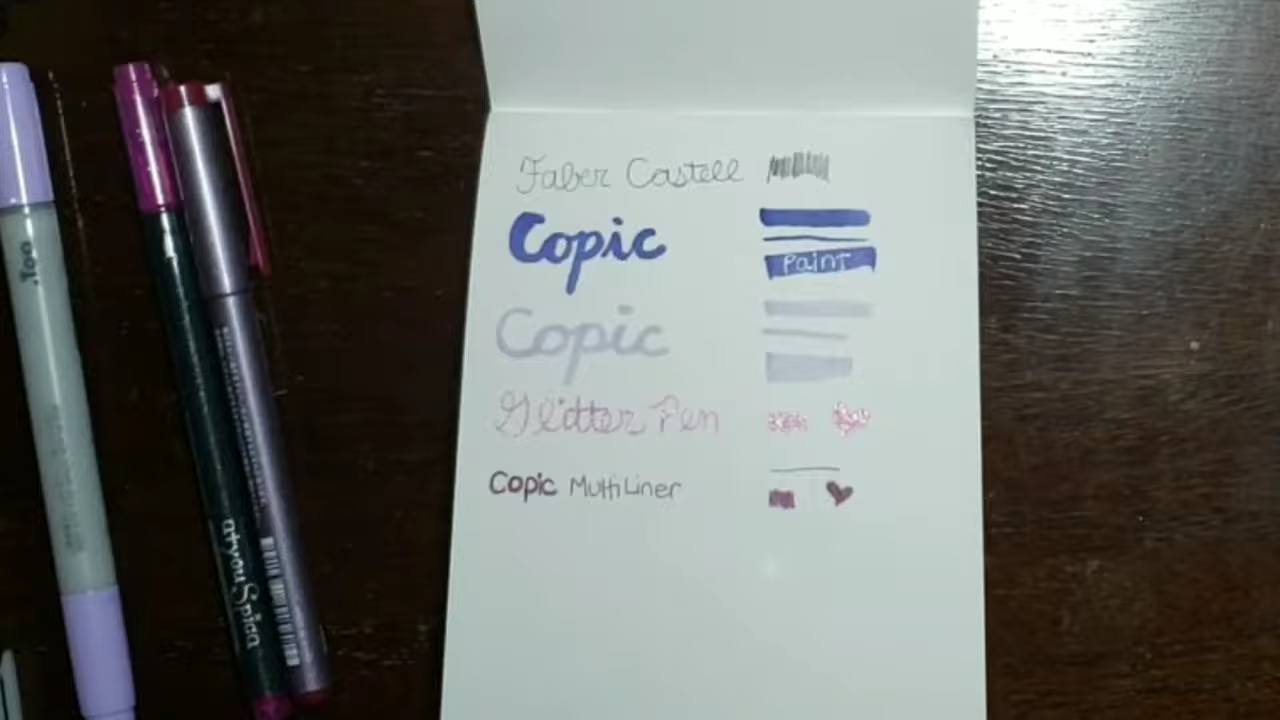 Faber Castell
Copic
Paint
Copic
Glitter Pen
Copic MultiLiner
.Too
atyou Spica